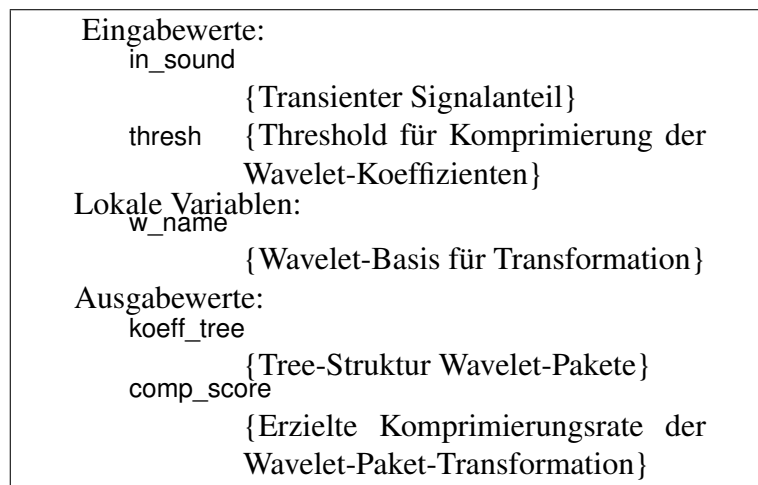 Eingabewerte:
in_sound
{Transienter Signalanteil}
thresh {Threshold für Komprimierung der
Wavelet-Koeffizienten}
Lokale Variablen:
w_name
{Wavelet-Basis für Transformation}
Ausgabewerte:
koeff_tree
{Tree-Struktur Wavelet-Pakete}
comp_score
{Erzielte Komprimierungsrate der
Wavelet-Paket-Transformation}